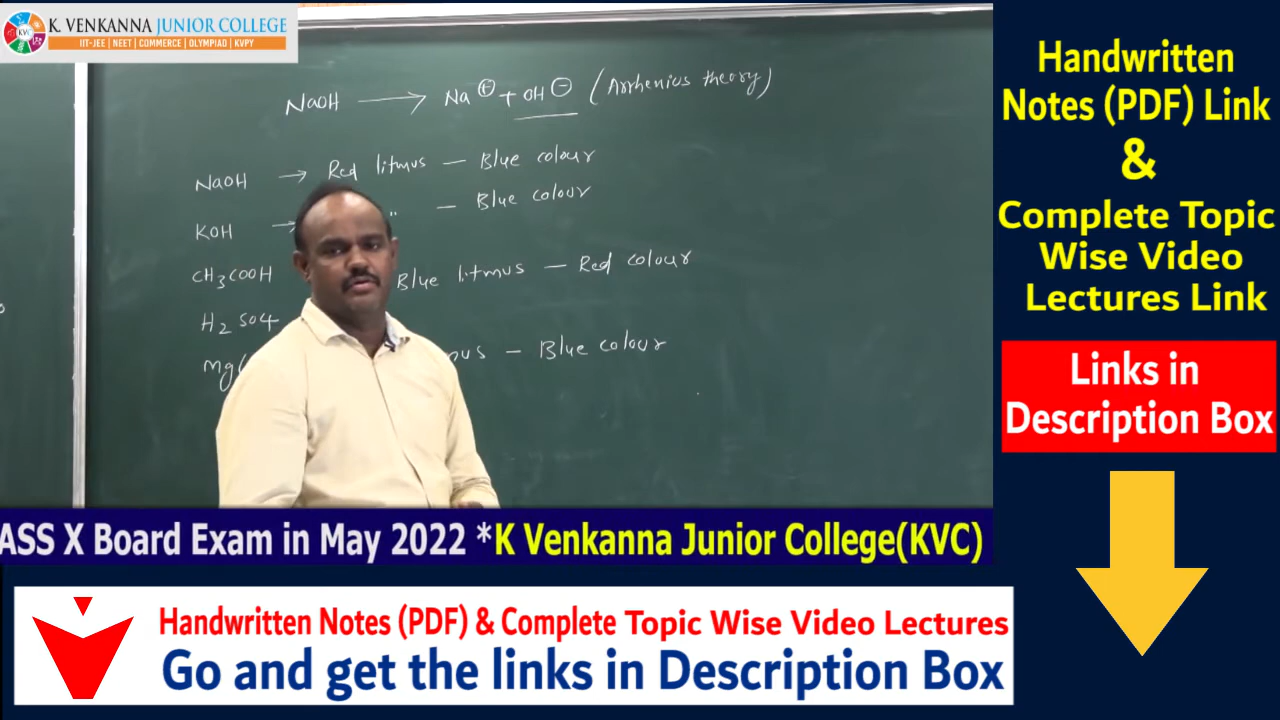 K. VENKANNA JUNIOR COLLEGE
IIT-JEE | NEET | COMMERCE | OLYMPIAD | KVPY
NaOH → Na⊕ + OH⊖ (Arrhenius theory)
NaOH → Red litmus — Blue colour
KOH → " — Blue colour
CH3COOH Blue litmus — Red colour
H2SO4
Mg( mus — Blue colour
ASS X Board Exam in May 2022 *K Venkanna Junior College(KVC)
Handwritten Notes (PDF) & Complete Topic Wise Video Lectures
Go and get the links in Description Box
Handwritten
Notes (PDF) Link
&
Complete Topic
Wise Video
Lectures Link
Links in
Description Box